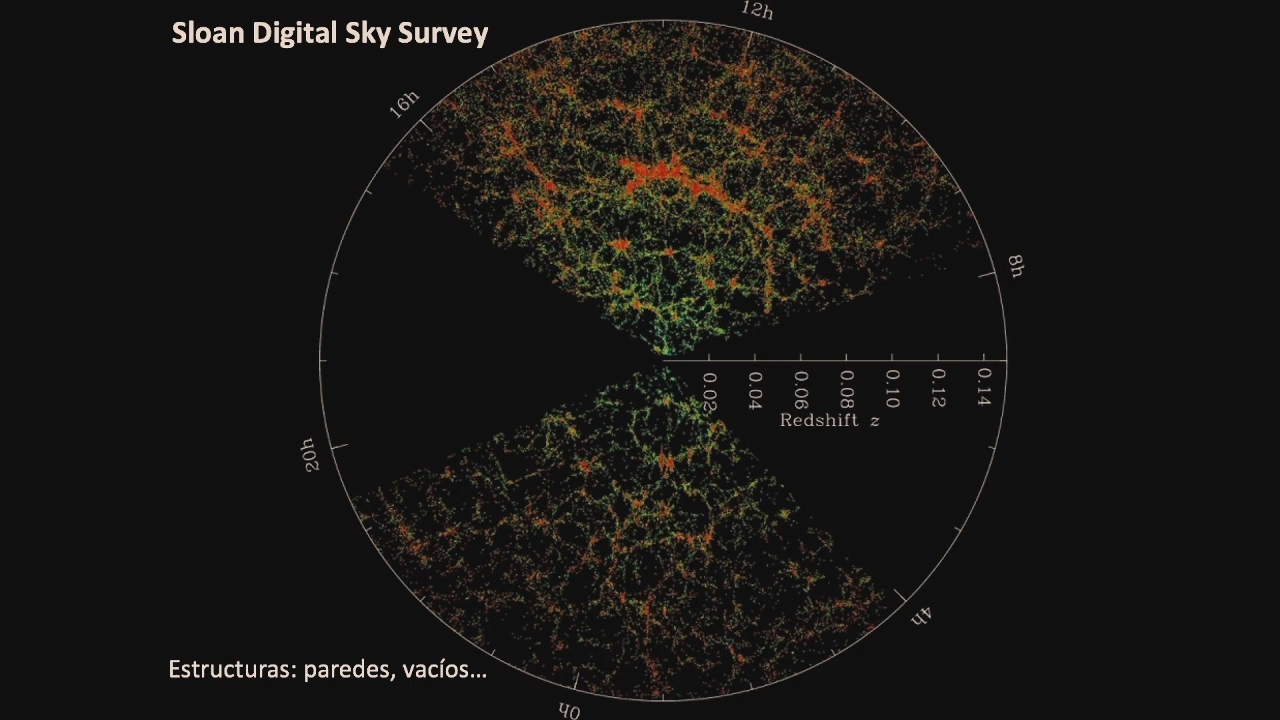 Sloan Digital Sky Survey
12h
16h
8h
0.02
0.04
0.06
0.08
0.10
0.12
0.14
Redshift z
20h
4h
Estructuras: paredes, vacíos...
0h